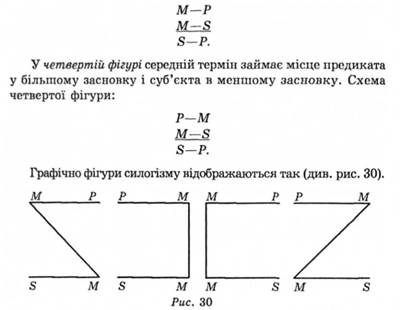 M—P
M—S
S—P.
У четвертій фігурі середній термін займає місце предиката
у більшому засновку і суб’єкта в меншому засновку. Схема
четвертої фігури:
P—M
M—S
S—P.
Графічно фігури силогізму відображаються так (див. рис. 30).
M P P M M P P M
S M S M M S M S
Рис. 30